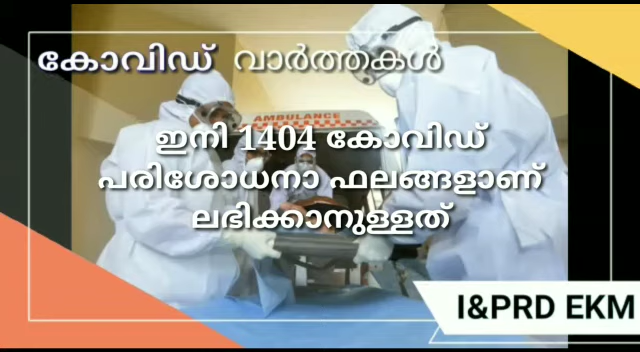 കോവിഡ് വാർത്തകൾ
AMBULANCE
ഇനി 1404 കോവിഡ്
പരിശോധനാ ഫലങ്ങളാണ്
ലഭിക്കാനുള്ളത്
I&PRD EKM